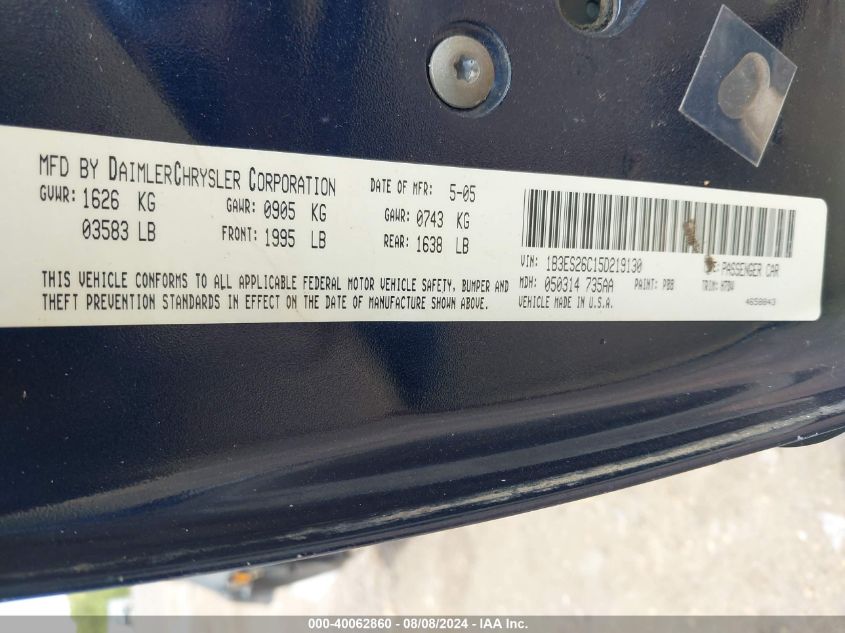 MFD BY DAIMLERCHRYSLER CORPORATION DATE OF MFR: 5-05
GVWR: 1626 KG GAWR: 0905 KG GAWR: 0743 KG
03583 LB FRONT: 1995 LB REAR: 1638 LB
THIS VEHICLE CONFORMS TO ALL APPLICABLE FEDERAL MOTOR VEHICLE SAFETY, BUMPER AND
THEFT PREVENTION STANDARDS IN EFFECT ON THE DATE OF MANUFACTURE SHOWN ABOVE.
VIN: 1B3ES26C15D219130 PASSENGER CAR
MDH: 050314 735AA PAINT: PBB TRIM:
VEHICLE MADE IN U.S.A. 4658843
000-40062860 - 08/08/2024 - IAA Inc.